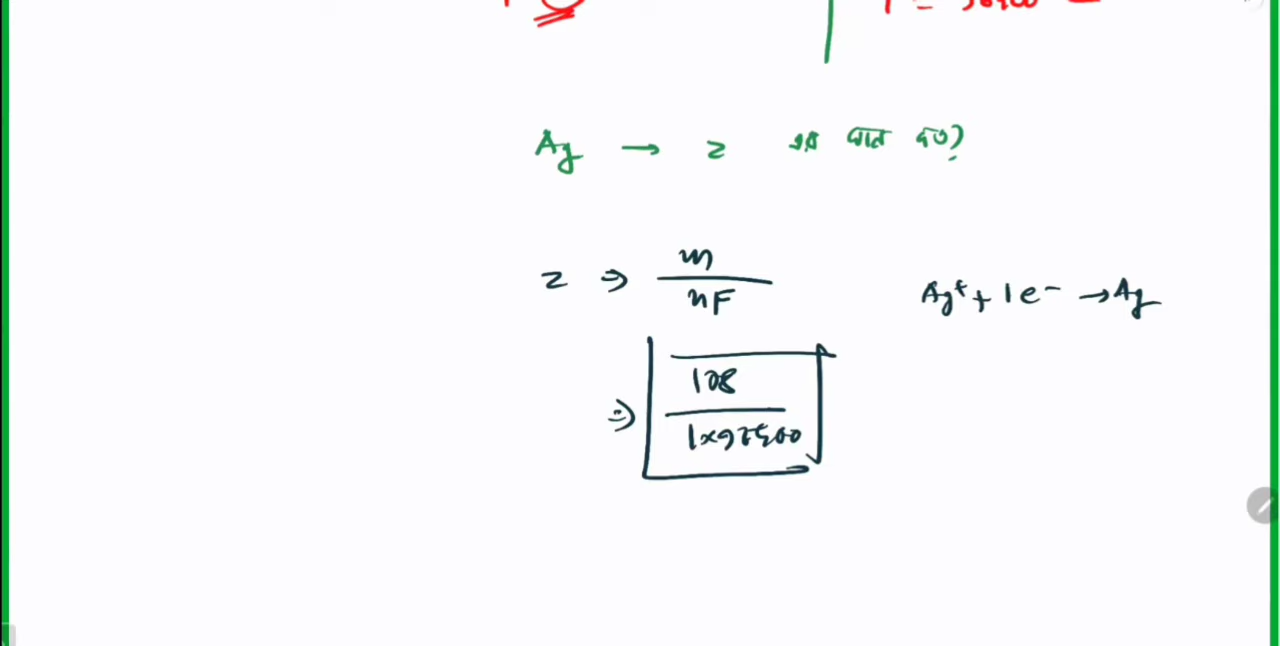 Ag → z এর মান কত?
z ⇒ m / nF
Ag⁺ + 1e⁻ → Ag
⇒ 108 / 1×96500